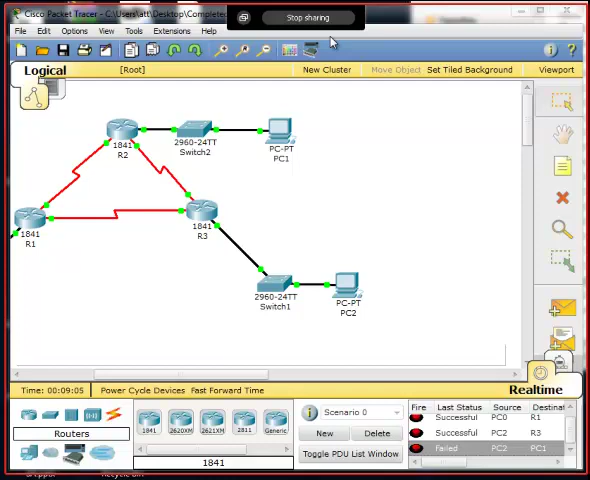 Cisco Packet Tracer - C:\Users\att\Desktop\Complete
Stop sharing
File Edit Options View Tools Extensions Help
Logical [Root] New Cluster Move Object Set Tiled Background Viewport
1841
R2
2960-24TT
Switch2
PC-PT
PC1
1841
R1
1841
R3
2960-24TT
Switch1
PC-PT
PC2
Time: 00:09:05 Power Cycle Devices Fast Forward Time Realtime
Routers
1841 2620XM 2621XM 2811 Generic
1841
Scenario 0
New Delete
Toggle PDU List Window
Fire Last Status Source Destina
Successful PC0 R1
Successful PC2 R3
Failed PC2 PC1